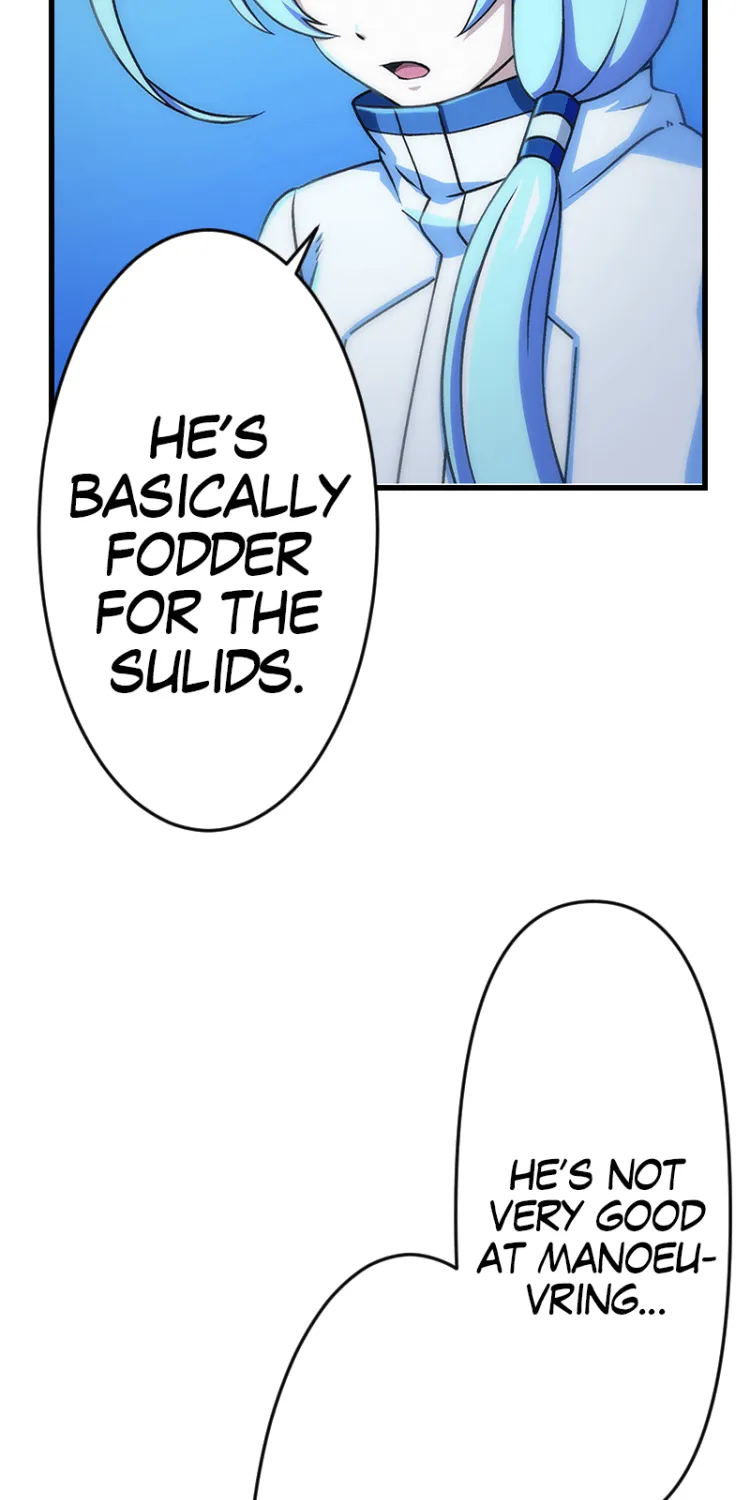 HE'S
BASICALLY
FODDER
FOR THE
SULIDS.
HE'S NOT
VERY GOOD
AT MANOEU-
VRING...